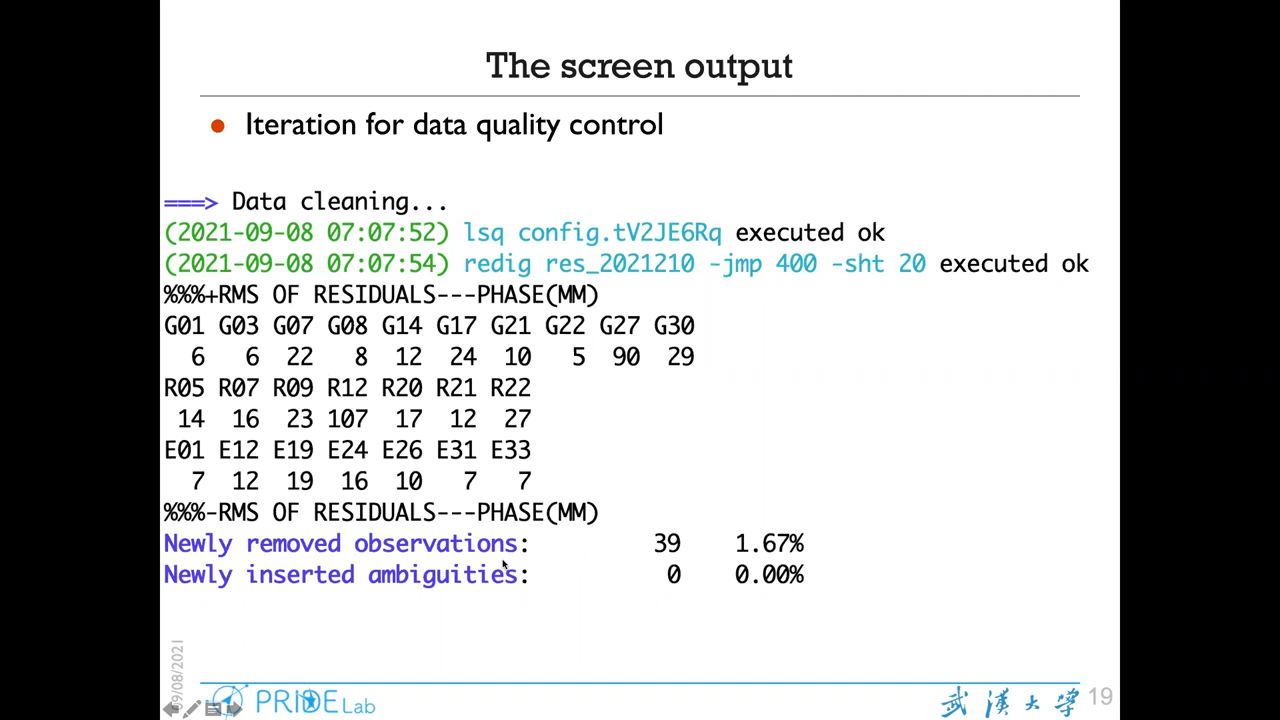 The screen output
● Iteration for data quality control
===> Data cleaning...
(2021-09-08 07:07:52) lsq config.tV2JE6Rq executed ok
(2021-09-08 07:07:54) redig res_2021210 -jmp 400 -sht 20 executed ok
%%%+RMS OF RESIDUALS---PHASE(MM)
G01 G03 G07 G08 G14 G17 G21 G22 G27 G30
6 6 22 8 12 24 10 5 90 29
R05 R07 R09 R12 R20 R21 R22
14 16 23 107 17 12 27
E01 E12 E19 E24 E26 E31 E33
7 12 19 16 10 7 7
%%%-RMS OF RESIDUALS---PHASE(MM)
Newly removed observations: 39 1.67%
Newly inserted ambiguities: 0 0.00%
09/08/2021
PRIDE Lab
武汉大学
19